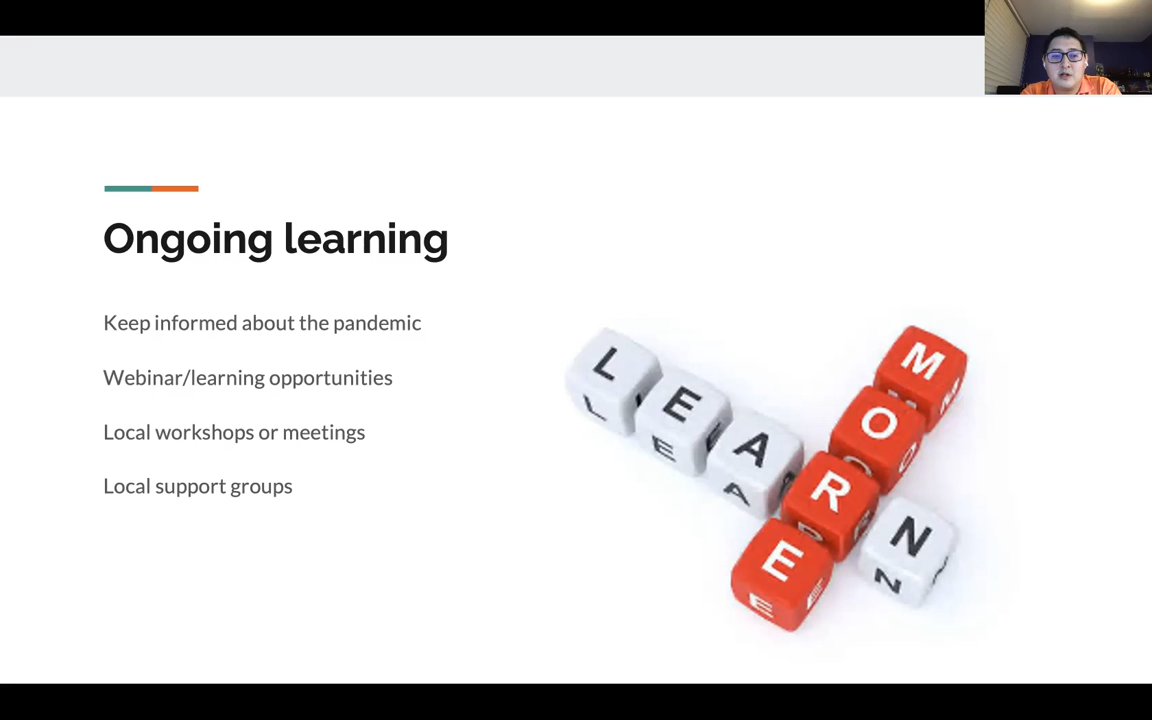 Ongoing learning
Keep informed about the pandemic
Webinar/learning opportunities
Local workshops or meetings
Local support groups
LEARN
MORE